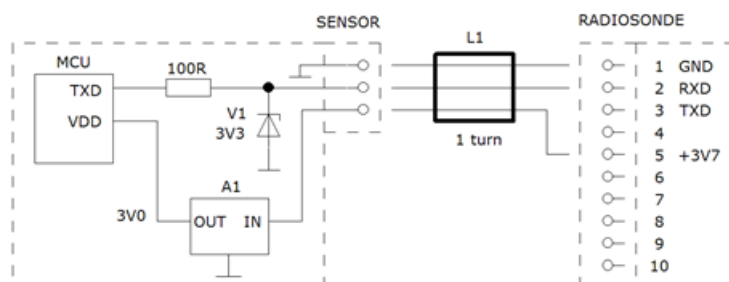 SENSOR
RADIOSONDE
L1
MCU
100R
TXD
VDD
V1
3V3
1 turn
A1
3V0
OUT IN
1 GND
2 RXD
3 TXD
4
5 +3V7
6
7
8
9
10